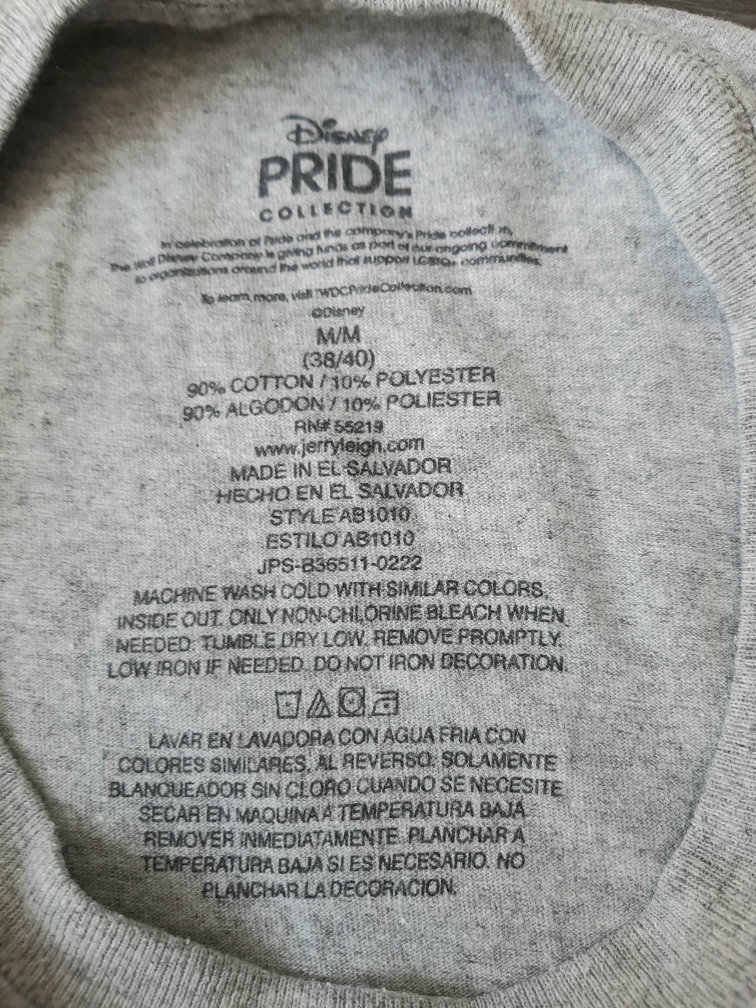 Disney
PRIDE
COLLECTION
In celebration of Pride and the company's Pride collection,
The Walt Disney Company is giving funds as part of our ongoing commitment
to organizations around the world that support LGBTQ+ communities.
To learn more, visit TWDCPrideCollection.com
©Disney
M/M
(38/40)
90% COTTON / 10% POLYESTER
90% ALGODON / 10% POLIESTER
RN# 55219
www.jerryleigh.com
MADE IN EL SALVADOR
HECHO EN EL SALVADOR
STYLE AB1010
ESTILO AB1010
JPS-B36511-0222
MACHINE WASH COLD WITH SIMILAR COLORS,
INSIDE OUT. ONLY NON-CHLORINE BLEACH WHEN
NEEDED. TUMBLE DRY LOW. REMOVE PROMPTLY.
LOW IRON IF NEEDED. DO NOT IRON DECORATION.
LAVAR EN LAVADORA CON AGUA FRIA CON
COLORES SIMILARES, AL REVERSO. SOLAMENTE
BLANQUEADOR SIN CLORO CUANDO SE NECESITE
SECAR EN MAQUINA A TEMPERATURA BAJA
REMOVER INMEDIATAMENTE. PLANCHAR A
TEMPERATURA BAJA SI ES NECESARIO. NO
PLANCHAR LA DECORACION.